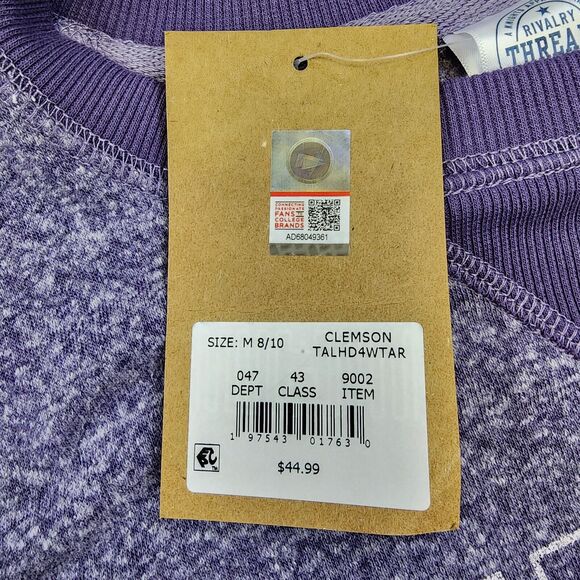 RIVALRY
THREA
CONNECTING
PASSIONATE
FANS TO
COLLEGE
BRANDS
AD68049361
SIZE: M 8/10
CLEMSON
TALHD4WTAR
047 43 9002
DEPT CLASS ITEM
1 97543 01763 0
$44.99